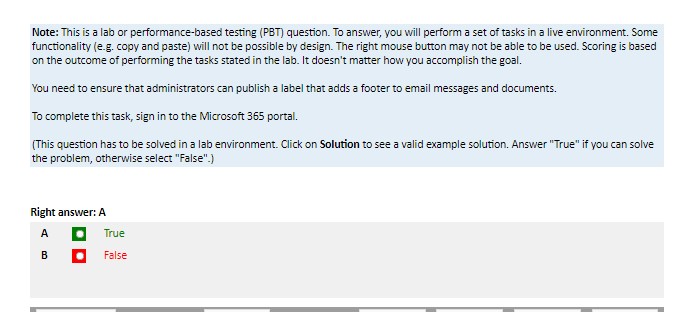 Note: This is a lab or performance-based testing (PBT) question. To answer, you will perform a set of tasks in a live environment. Some
functionality (e.g. copy and paste) will not be possible by design. The right mouse button may not be able to be used. Scoring is based
on the outcome of performing the tasks stated in the lab. It doesn't matter how you accomplish the goal.
You need to ensure that administrators can publish a label that adds a footer to email messages and documents.
To complete this task, sign in to the Microsoft 365 portal.
(This question has to be solved in a lab environment. Click on Solution to see a valid example solution. Answer "True" if you can solve
the problem, otherwise select "False".)
Right answer: A
A True
B False